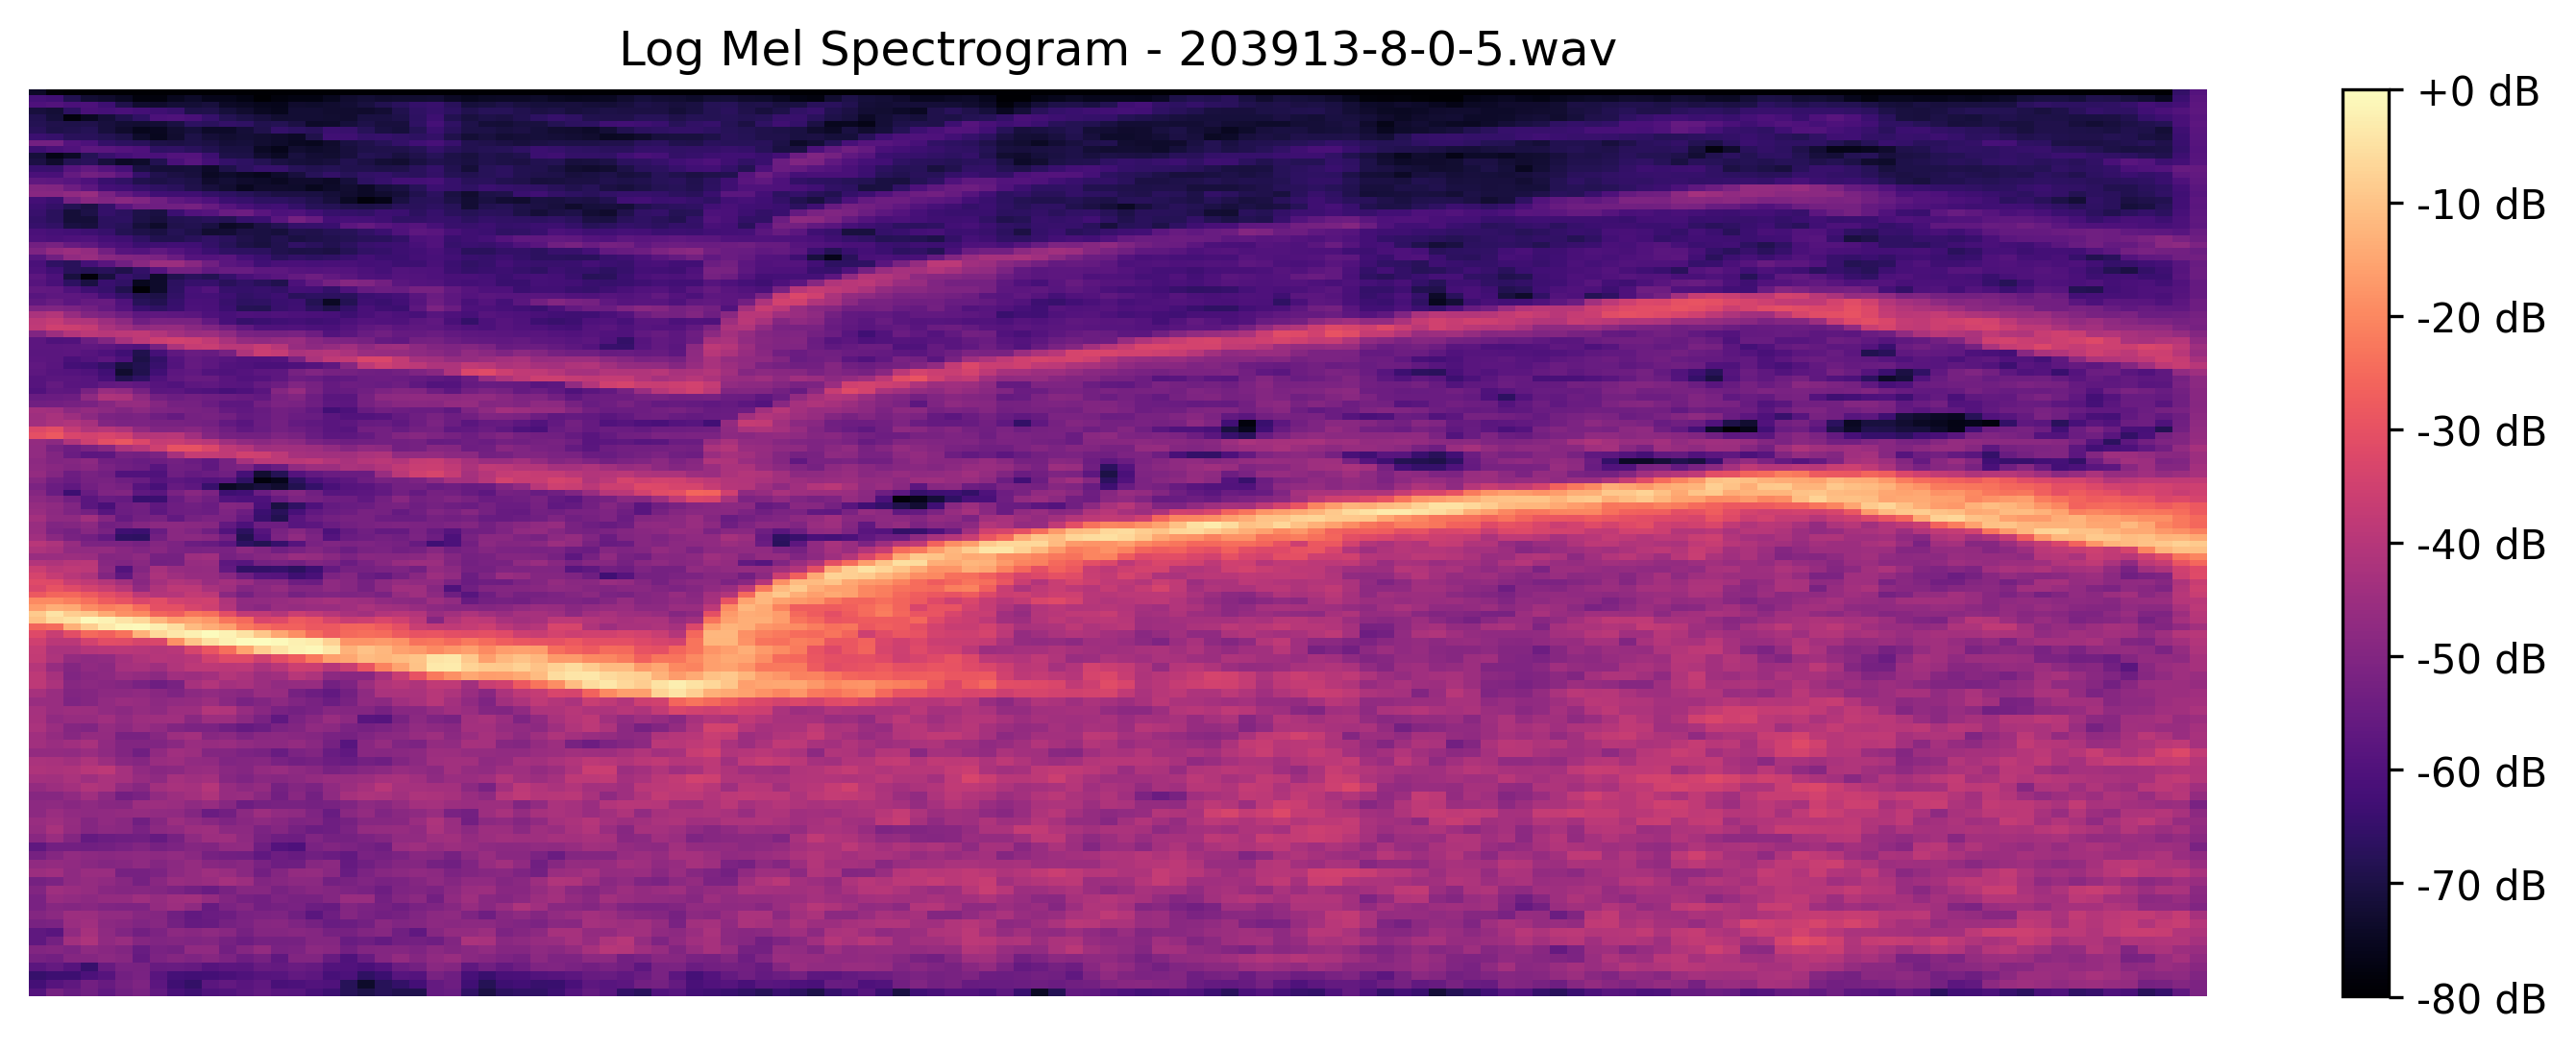 Log Mel Spectrogram - 203913-8-0-5.wav
+0 dB
-10 dB
-20 dB
-30 dB
-40 dB
-50 dB
-60 dB
-70 dB
-80 dB